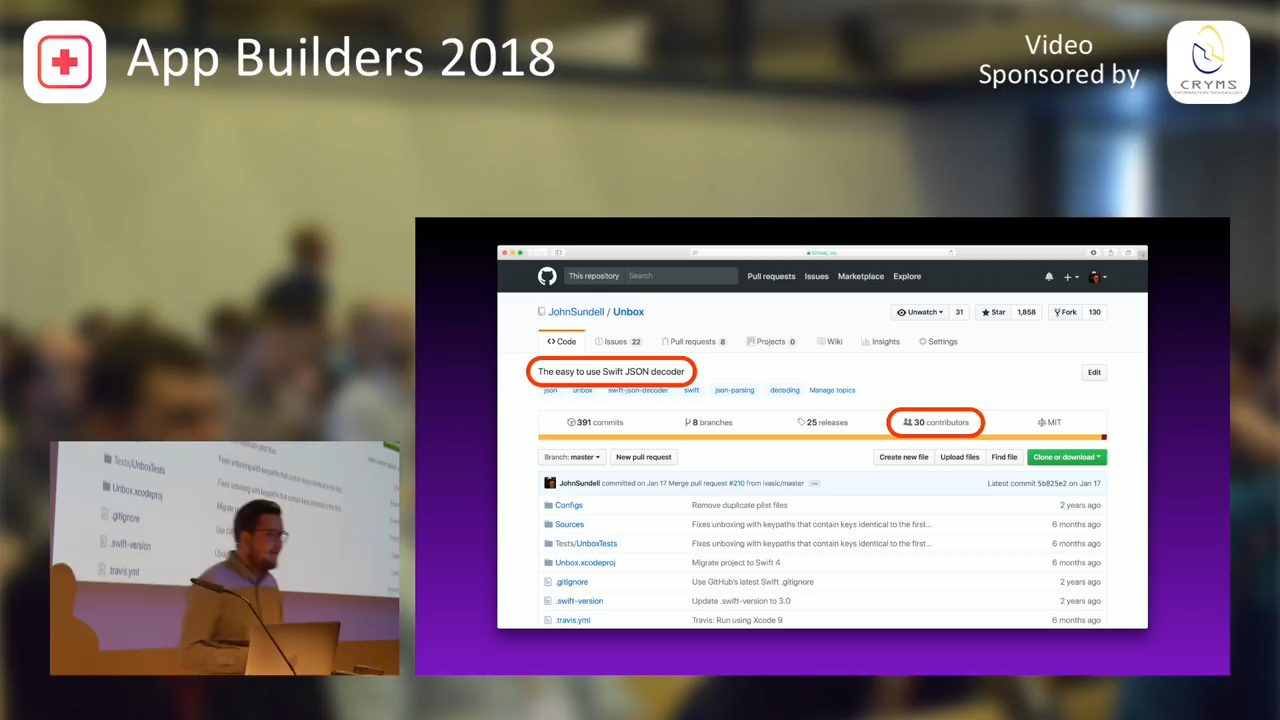 App Builders 2018
Video
Sponsored by
CRYMS
INFORMATION TECHNOLOGY
This repository Search Pull requests Issues Marketplace Explore
JohnSundell / Unbox Unwatch 31 Star 1,858 Fork 130
Code Issues 22 Pull requests 8 Projects 0 Wiki Insights Settings
The easy to use Swift JSON decoder Edit
json unbox swift-json-decoder swift json-parsing decoding Manage topics
391 commits 8 branches 25 releases 30 contributors MIT
Branch: master New pull request Create new file Upload files Find file Clone or download
JohnSundell committed on Jan 17 Merge pull request #210 from ivasic/master Latest commit 5b825e2 on Jan 17
Configs Remove duplicate plist files 2 years ago
Sources Fixes unboxing with keypaths that contain keys identical to the first... 6 months ago
Tests/UnboxTests Fixes unboxing with keypaths that contain keys identical to the first... 6 months ago
Unbox.xcodeproj Migrate project to Swift 4 6 months ago
.gitignore Use GitHub's latest Swift .gitignore 2 years ago
.swift-version Update .swift-version to 3.0 2 years ago
.travis.yml Travis: Run using Xcode 9 6 months ago
Tests/UnboxTests
Unbox.xcodeproj
.gitignore
.swift-version
.travis.yml